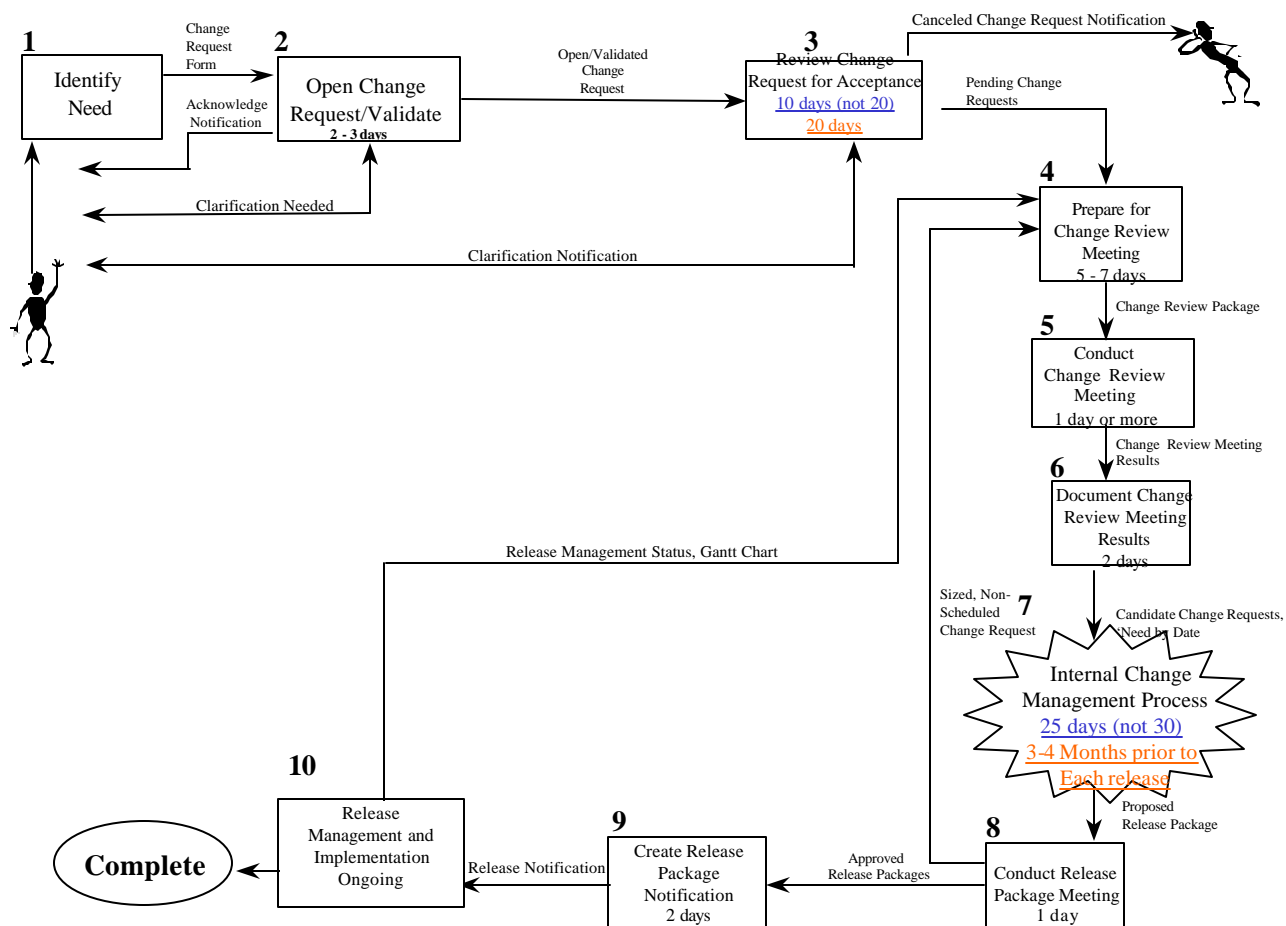 1
Identify
Need
Change
Request
Form
Acknowledge
Notification
2
Open Change
Request/Validate
2 - 3 days
Open/Validated
Change
Request
3
Review Change
Request for Acceptance
10 days (not 20)
20 days
Canceled Change Request Notification
Pending Change
Requests
Clarification Needed
Clarification Notification
4
Prepare for
Change Review
Meeting
5 - 7 days
Change Review Package
5
Conduct
Change Review
Meeting
1 day or more
Change Review Meeting
Results
6
Document Change
Review Meeting
Results
2 days
Release Management Status, Gantt Chart
Sized, Non-
Scheduled
Change Request
7
Candidate Change Requests,
‘Need by Date
Internal Change
Management Process
25 days (not 30)
3-4 Months prior to
Each release
Proposed
Release Package
8
Conduct Release
Package Meeting
1 day
Approved
Release Packages
9
Create Release
Package
Notification
2 days
Release Notification
10
Release
Management and
Implementation
Ongoing
Complete